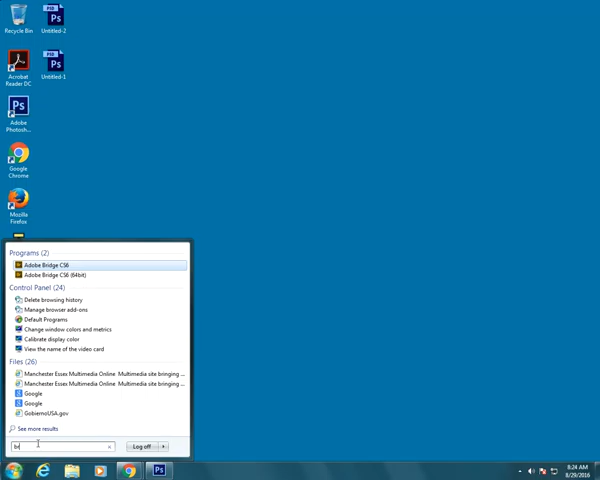 Recycle Bin
Untitled-2
Acrobat
Reader DC
Untitled-1
Adobe
Photosh...
Google
Chrome
Mozilla
Firefox
Programs (2)
Adobe Bridge CS6
Adobe Bridge CS6 (64bit)
Control Panel (24)
Delete browsing history
Manage browser add-ons
Default Programs
Change window colors and metrics
Calibrate display color
View the name of the video card
Files (26)
Manchester Essex Multimedia Online Multimedia site bringing ...
Manchester Essex Multimedia Online Multimedia site bringing ...
Google
Google
GobiernoUSA.gov
See more results
br
Log off
8:24 AM
8/29/2016